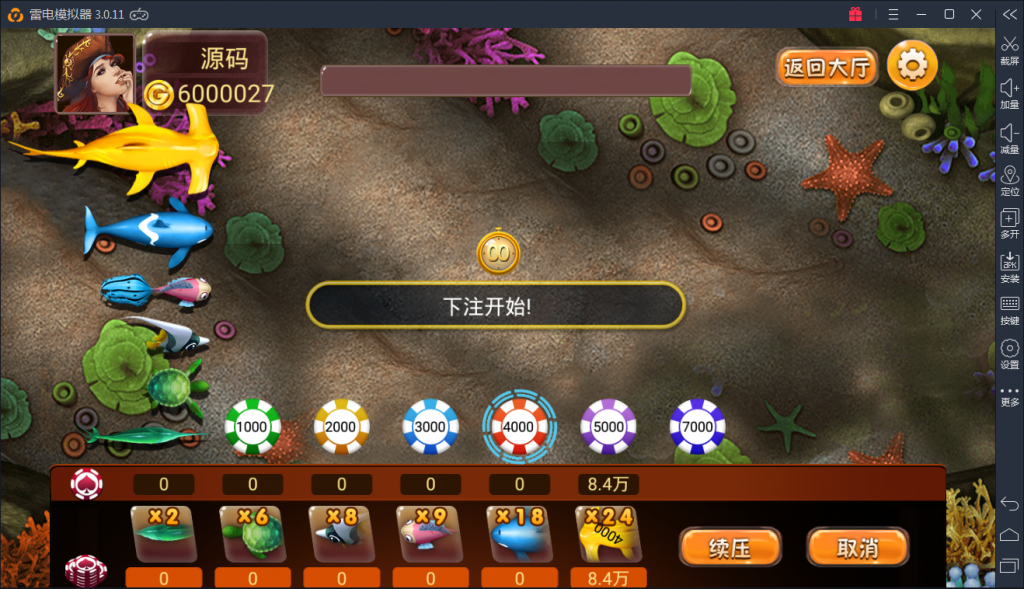 雷电模拟器 3.0.11
源码
6000027
返回大厅
00
下注开始!
1000 2000 3000 4000 5000 7000
0 0 0 0 0 8.4万
×2 ×6 ×8 ×9 ×18 ×24
4000
续压 取消
0 0 0 0 0 8.4万
截屏
加量
减量
定位
多开
APK
安装
按键
设置
更多